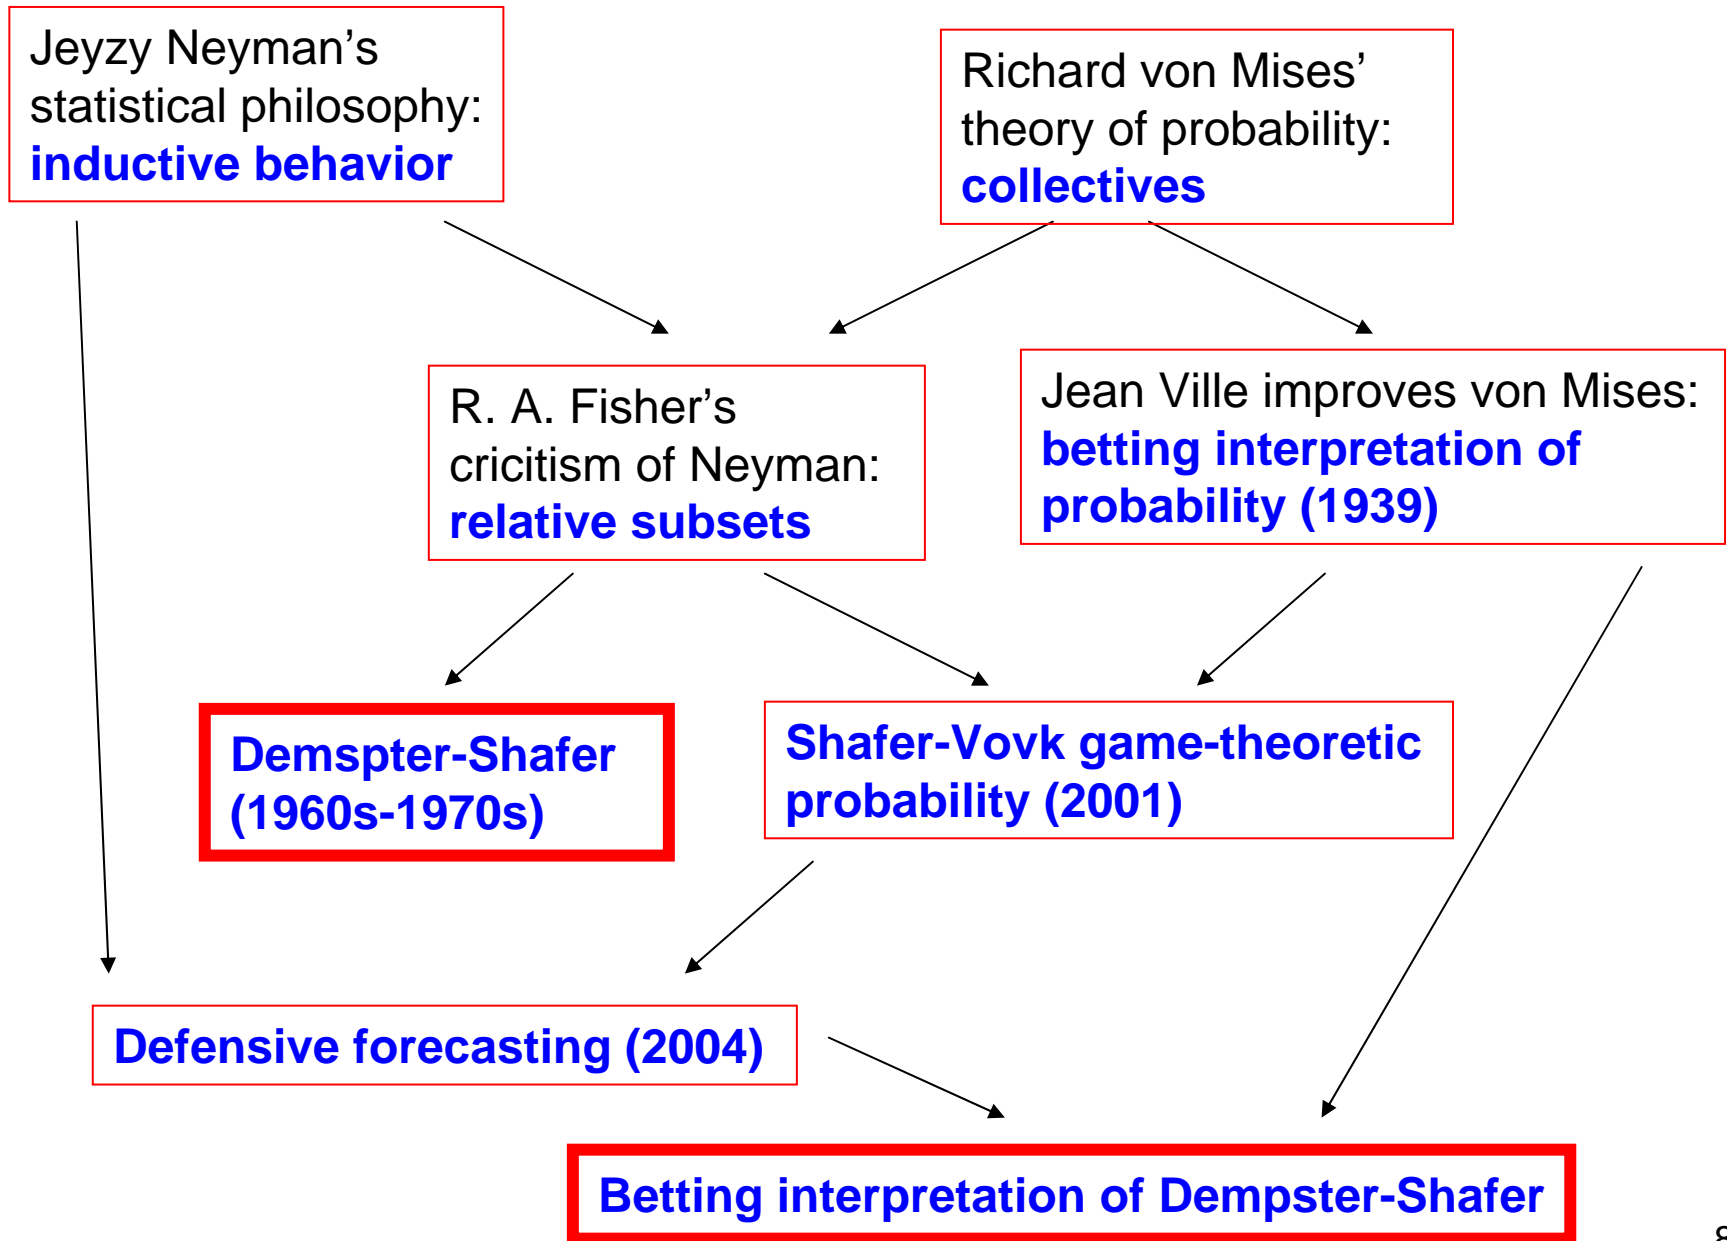 Jeyzy Neyman’s
statistical philosophy:
inductive behavior
Richard von Mises’
theory of probability:
collectives
R. A. Fisher’s
cricitism of Neyman:
relative subsets
Jean Ville improves von Mises:
betting interpretation of
probability (1939)
Demspter-Shafer
(1960s-1970s)
Shafer-Vovk game-theoretic
probability (2001)
Defensive forecasting (2004)
Betting interpretation of Dempster-Shafer